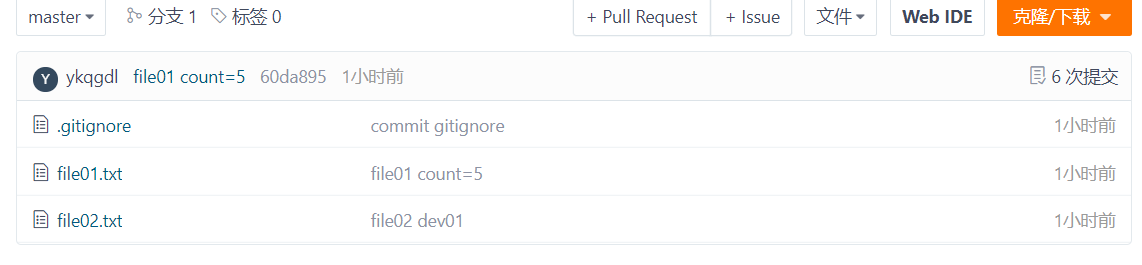 master 分支 1 标签 0 + Pull Request + Issue 文件 Web IDE 克隆/下载
Y ykqgdl file01 count=5 60da895 1小时前 6 次提交
.gitignore commit gitignore 1小时前
file01.txt file01 count=5 1小时前
file02.txt file02 dev01 1小时前